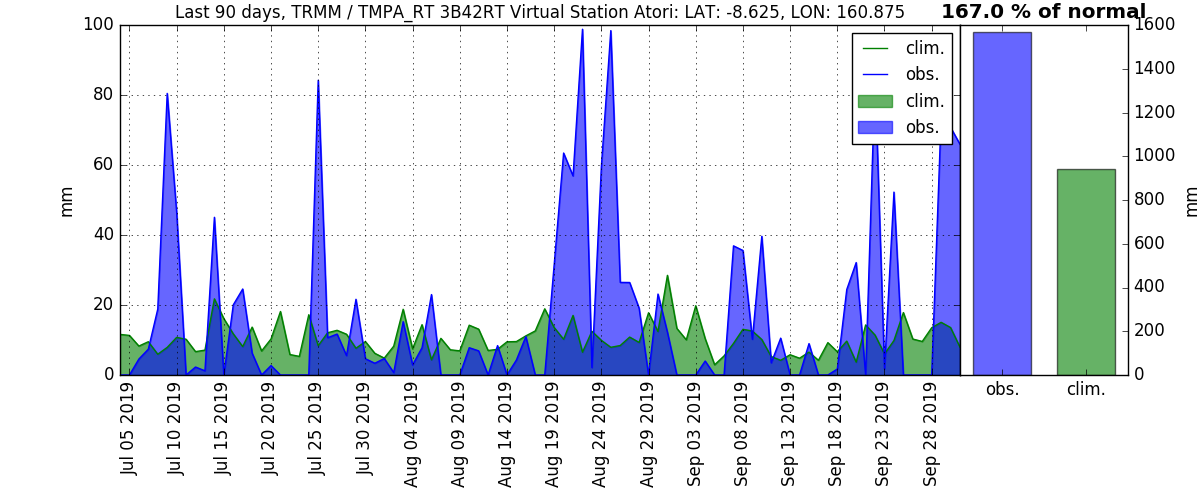 Last 90 days, TRMM / TMPA_RT 3B42RT Virtual Station Atori: LAT: -8.625, LON: 160.875
167.0 % of normal
100
80
60
40
20
0
mm
clim.
obs.
clim.
obs.
1600
1400
1200
1000
800
600
400
200
0
mm
obs.
clim.
Jul 05 2019
Jul 10 2019
Jul 15 2019
Jul 20 2019
Jul 25 2019
Jul 30 2019
Aug 04 2019
Aug 09 2019
Aug 14 2019
Aug 19 2019
Aug 24 2019
Aug 29 2019
Sep 03 2019
Sep 08 2019
Sep 13 2019
Sep 18 2019
Sep 23 2019
Sep 28 2019